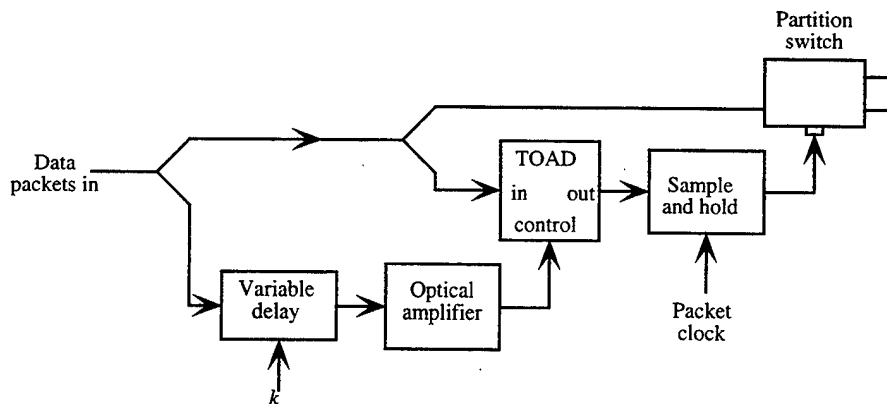 Partition
switch
Data
packets in
TOAD
in out
control
Sample
and hold
Variable
delay
Optical
amplifier
Packet
clock
k